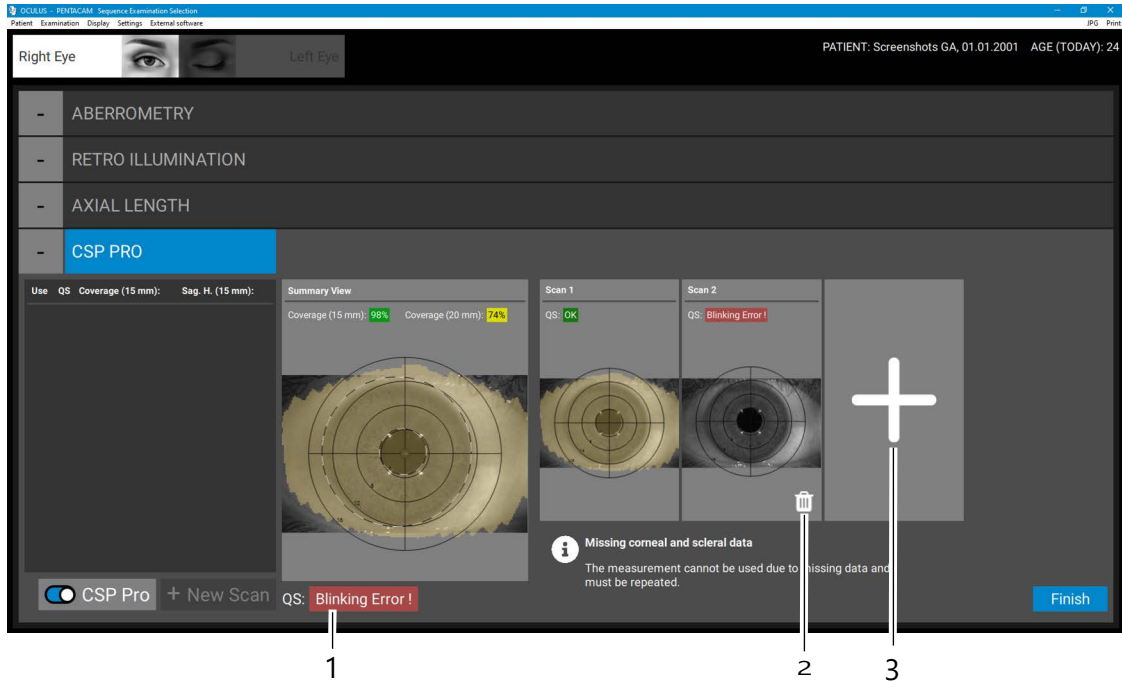 OCULUS - PENTACAM Sequence Examination Selection
Patient Examination Display Settings External software JPG Print
Right Eye Left Eye PATIENT: Screenshots GA, 01.01.2001 AGE (TODAY): 24
- ABERROMETRY
- RETRO ILLUMINATION
- AXIAL LENGTH
- CSP PRO
Use QS Coverage (15 mm): Sag. H. (15 mm):
Summary View
Coverage (15 mm): 98% Coverage (20 mm): 74%
8
12
16
Scan 1
QS: OK
Scan 2
QS: Blinking Error !
i Missing corneal and scleral data
The measurement cannot be used due to missing data and
must be repeated.
CSP Pro + New Scan
QS: Blinking Error !
Finish
1 2 3